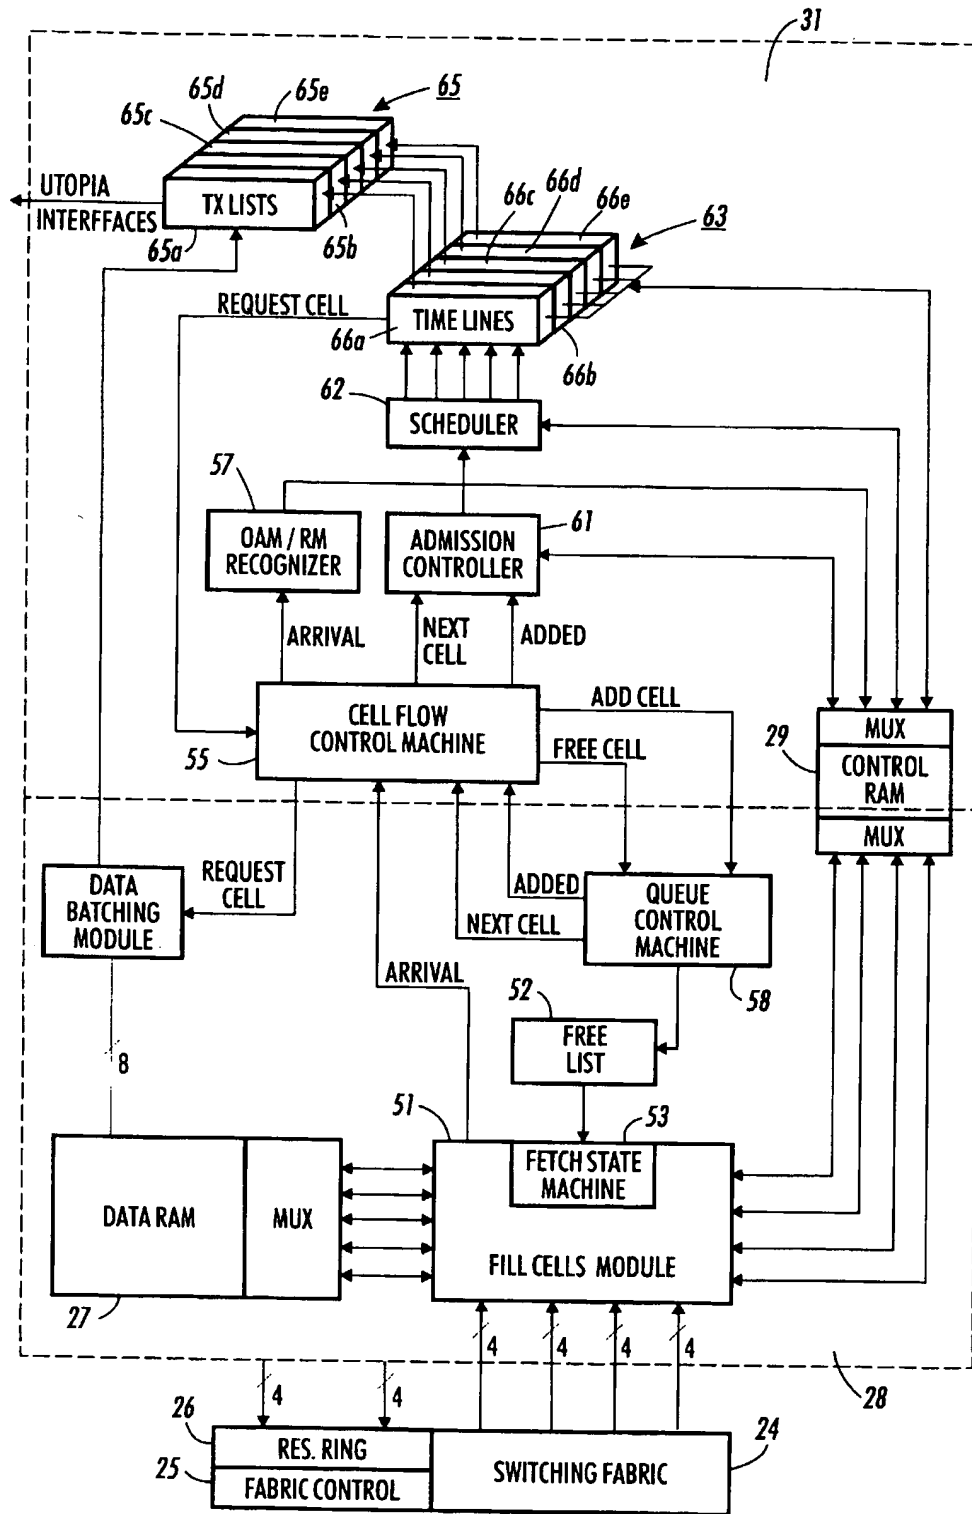 31
65d
65e
65
65c
UTOPIA
INTERFFACES
TX LISTS
65a
65b
66c
66d
66e
63
REQUEST CELL
66a
TIME LINES
66b
62
SCHEDULER
57
OAM / RM
RECOGNIZER
61
ADMISSION
CONTROLLER
ARRIVAL
NEXT
CELL
ADDED
CELL FLOW
CONTROL MACHINE
55
ADD CELL
FREE CELL
29
MUX
CONTROL
RAM
MUX
DATA
BATCHING
MODULE
REQUEST
CELL
ADDED
NEXT CELL
QUEUE
CONTROL
MACHINE
58
ARRIVAL
52
FREE
LIST
8
51
53
FETCH STATE
MACHINE
DATA RAM
MUX
FILL CELLS MODULE
27
4
4
4
4
28
4
4
26
RES. RING
25
FABRIC CONTROL
SWITCHING FABRIC
24